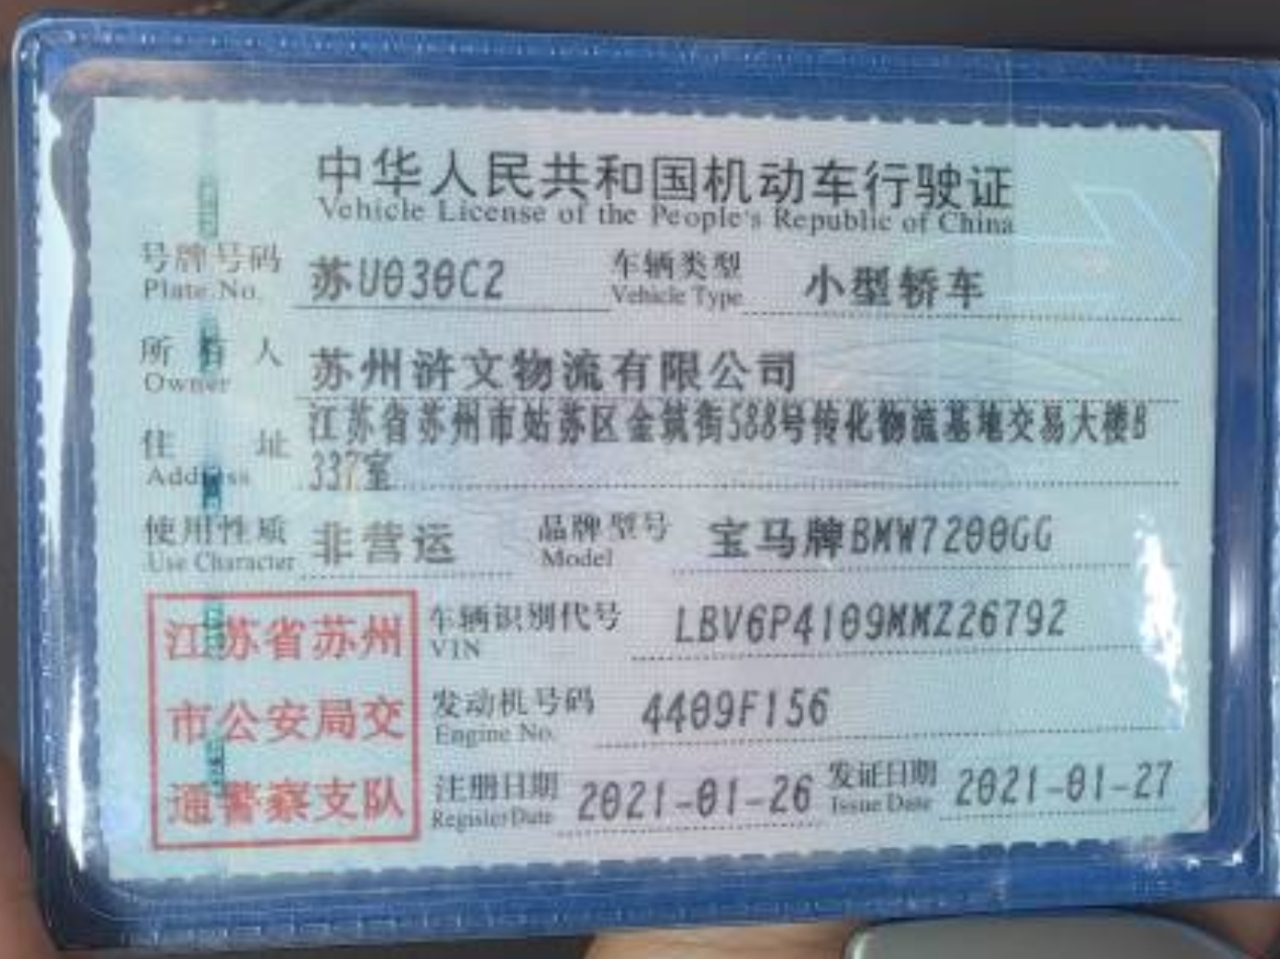 中华人民共和国机动车行驶证
Vehicle License of the People's Republic of China
号牌号码 苏U030C2 车辆类型 小型轿车
Plate No. Vehicle Type
所有人 苏州浒文物流有限公司
Owner
住址 江苏省苏州市姑苏区金筑街588号传化物流基地交易大楼B
Address 337室
使用性质 非营运 品牌型号 宝马牌BMW7200GG
Use Character Model
江苏省苏州
市公安局交
通警察支队
车辆识别代号 LBV6P4109MMZ26792
VIN
发动机号码 4409F156
Engine No.
注册日期 2021-01-26 发证日期 2021-01-27
Register Date Issue Date